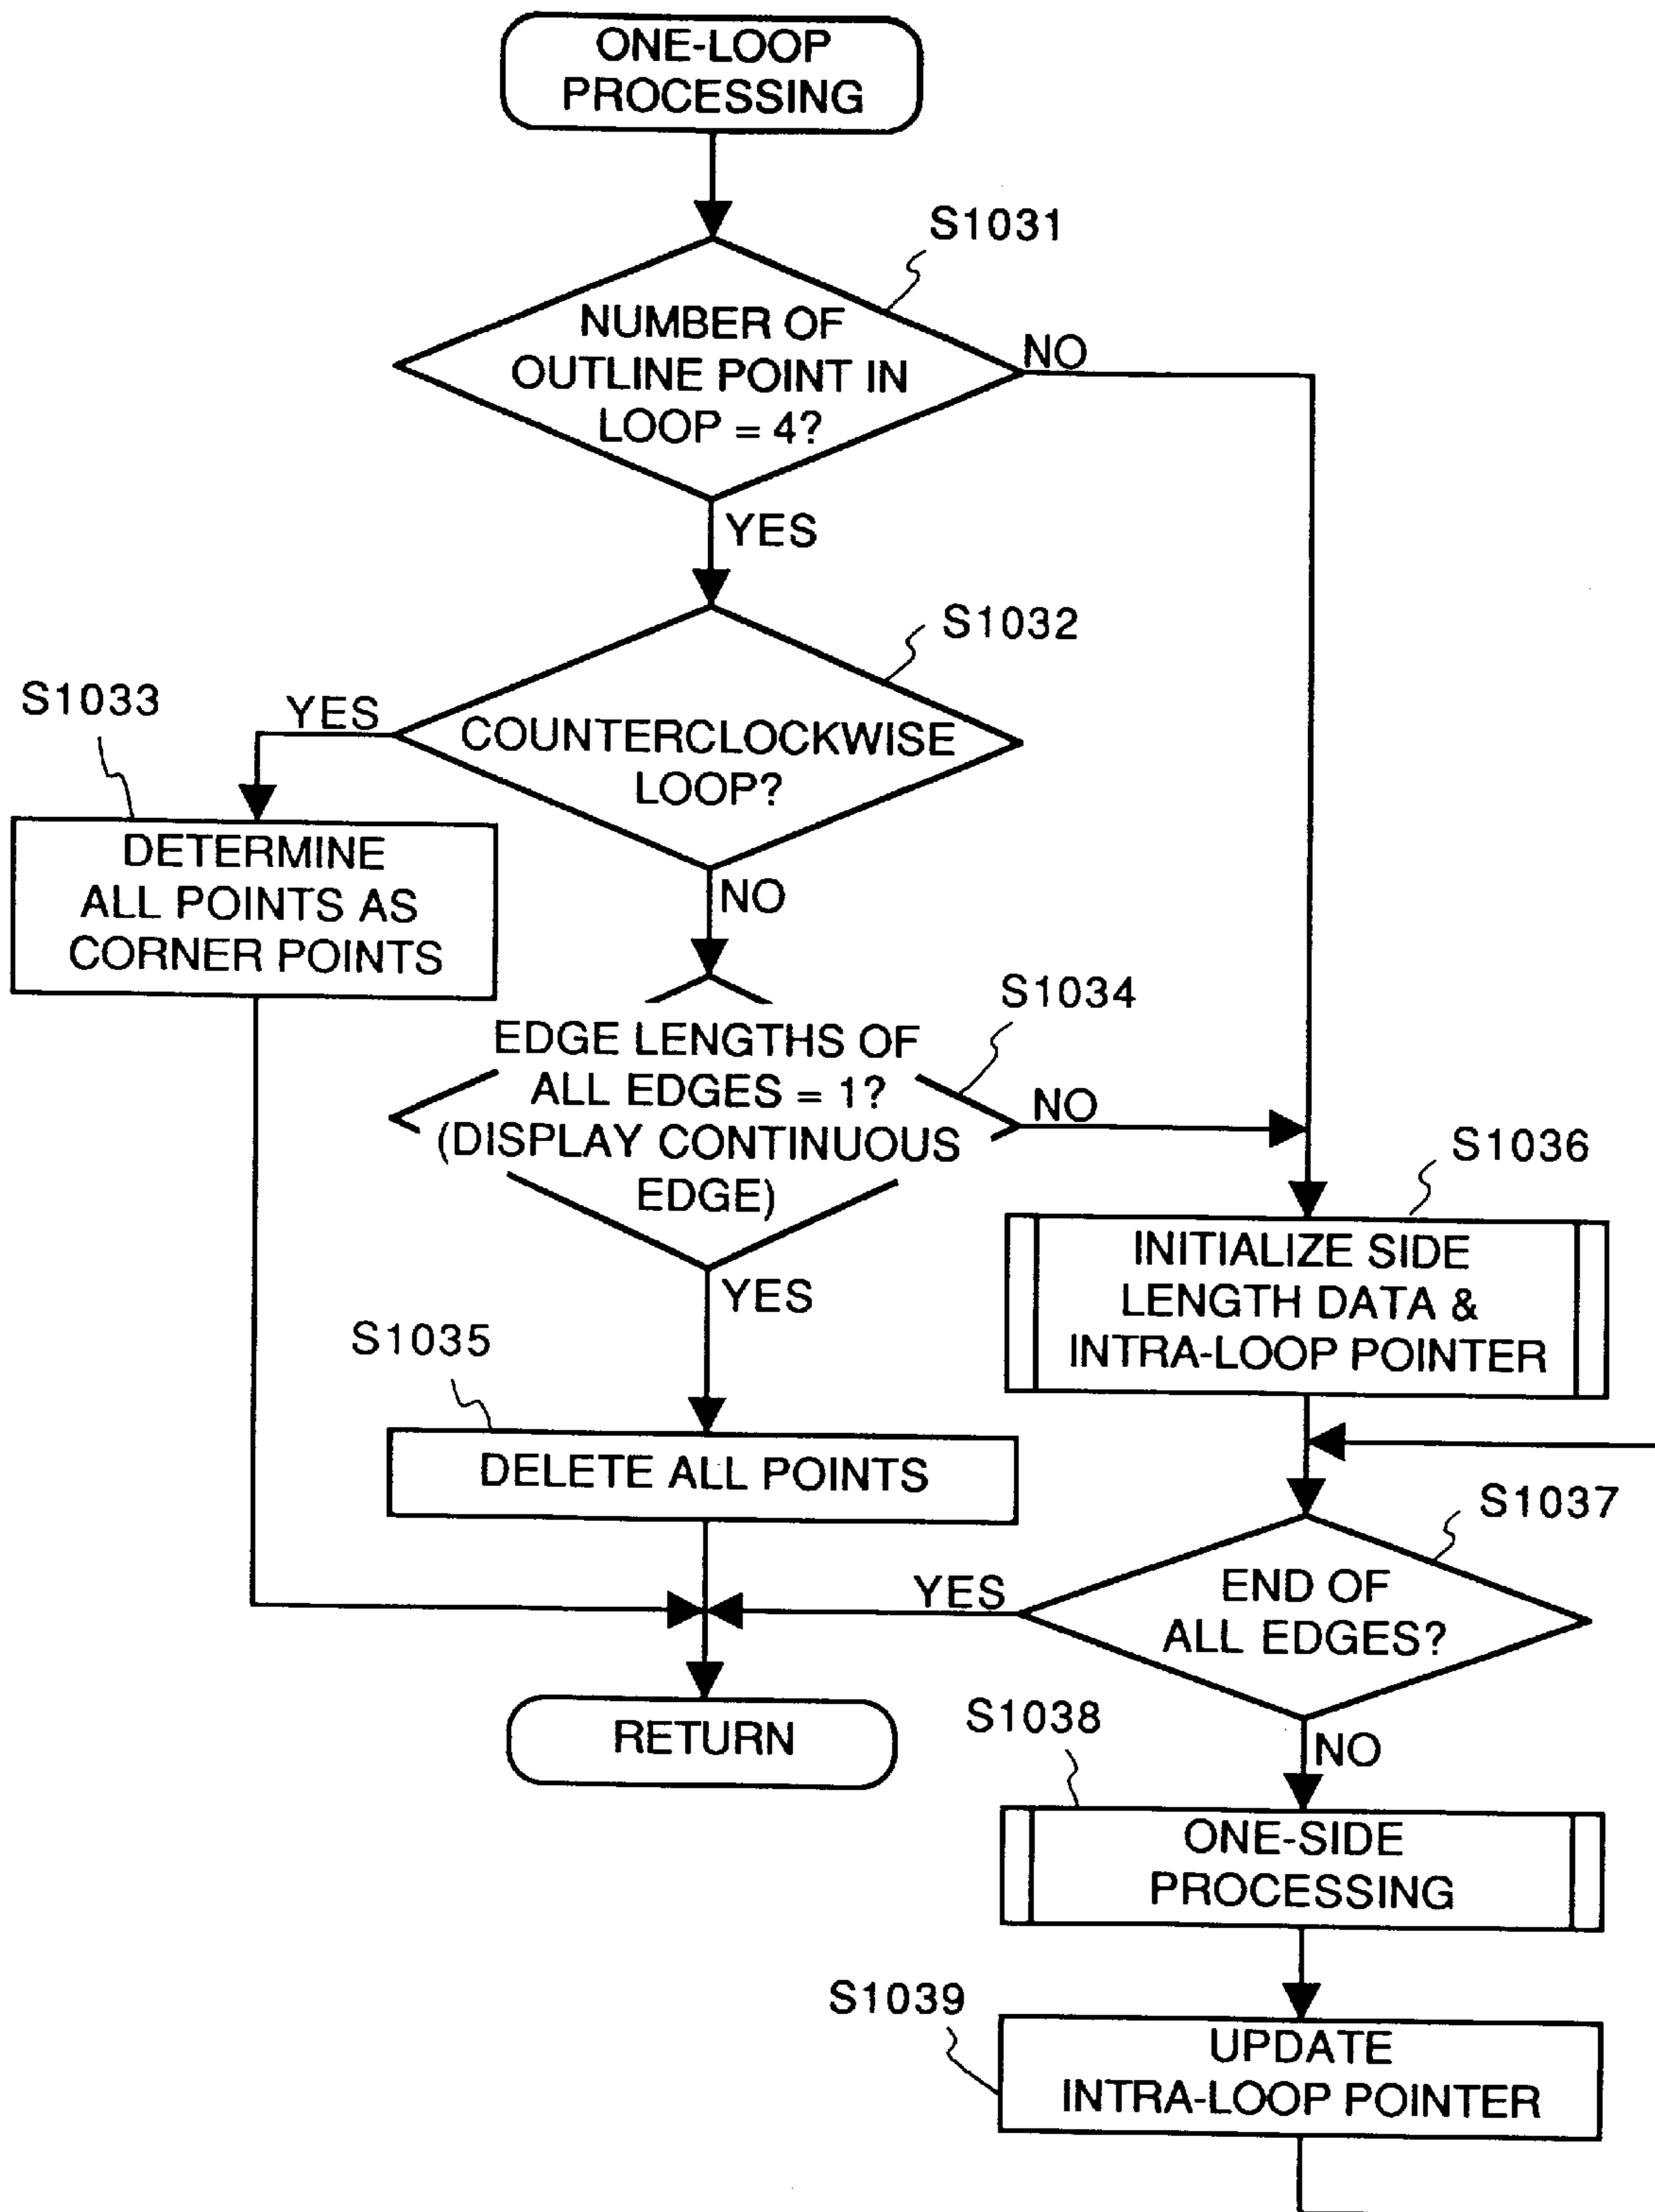 ONE-LOOP
PROCESSING
S1031
NUMBER OF
OUTLINE POINT IN
LOOP = 4?
NO
YES
S1032
COUNTERCLOCKWISE
LOOP?
YES
S1033
DETERMINE
ALL POINTS AS
CORNER POINTS
NO
S1034
EDGE LENGTHS OF
ALL EDGES = 1?
(DISPLAY CONTINUOUS
EDGE)
NO
YES
S1035
DELETE ALL POINTS
S1036
INITIALIZE SIDE
LENGTH DATA &
INTRA-LOOP POINTER
S1037
END OF
ALL EDGES?
YES
RETURN
NO
S1038
ONE-SIDE
PROCESSING
S1039
UPDATE
INTRA-LOOP POINTER